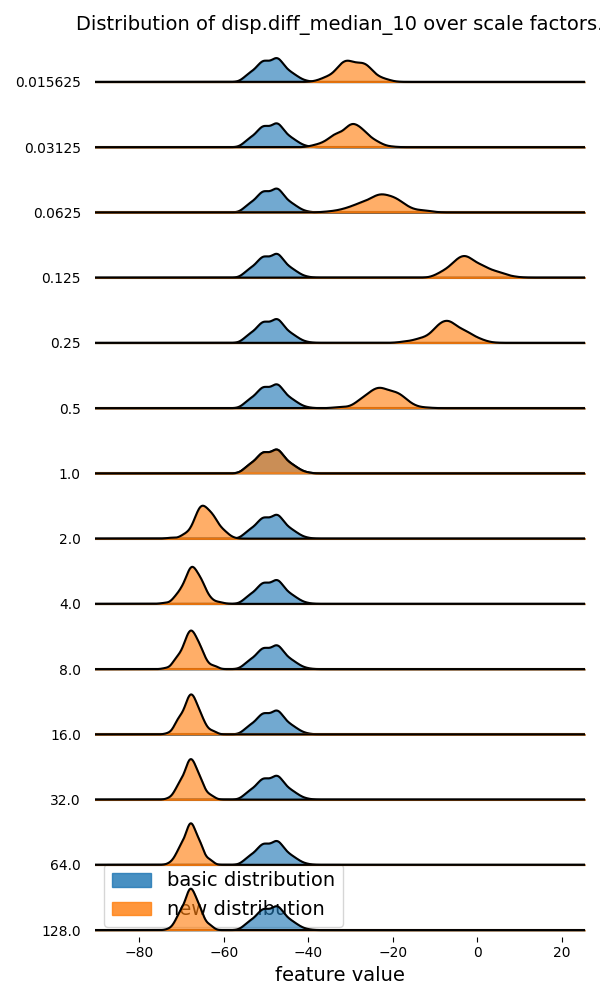 Distribution of disp.diff_median_10 over scale factors.
0.015625
0.03125
0.0625
0.125
0.25
0.5
1.0
2.0
4.0
8.0
16.0
32.0
64.0
basic distribution
new distribution
128.0
−80 −60 −40 −20 0 20
feature value